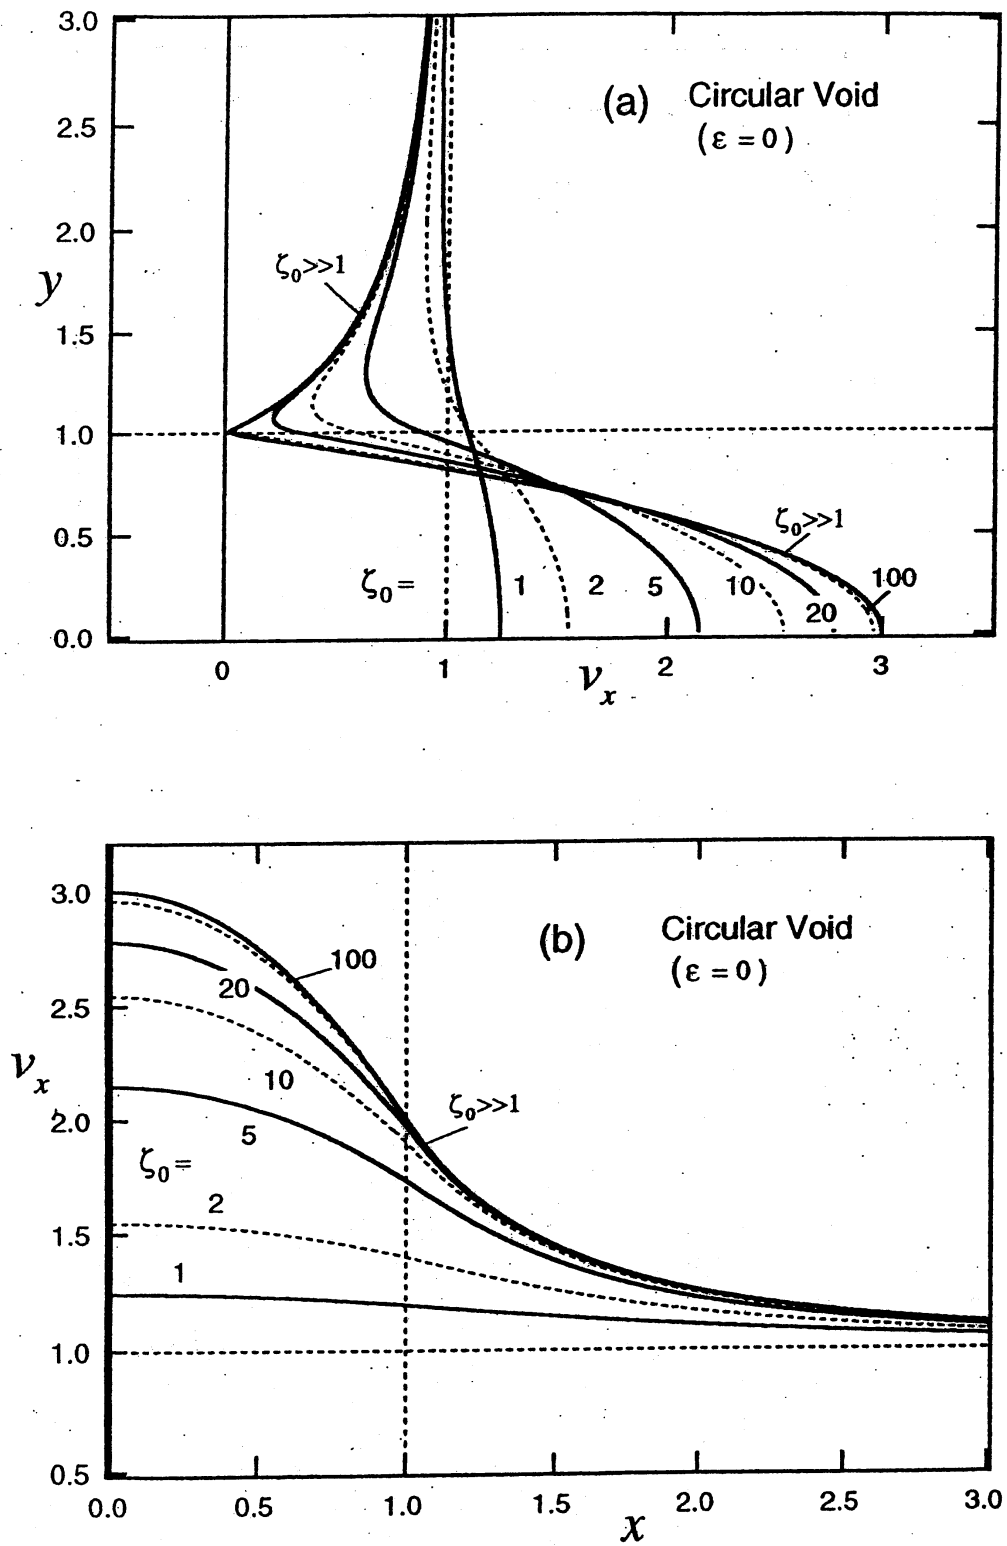 3.0
(a) Circular Void
2.5
(ε = 0)
2.0
ζ₀>>1
y
1.5
1.0
ζ₀>>1
0.5
ζ₀= 1 2 5 10 20 100
0.0
0 1 2 3
vₓ
3.0
(b) Circular Void
100
(ε = 0)
20
2.5
vₓ
10
ζ₀>>1
2.0
5
ζ₀=
2
1.5
1
1.0
0.5
0.0 0.5 1.0 1.5 2.0 2.5 3.0
x